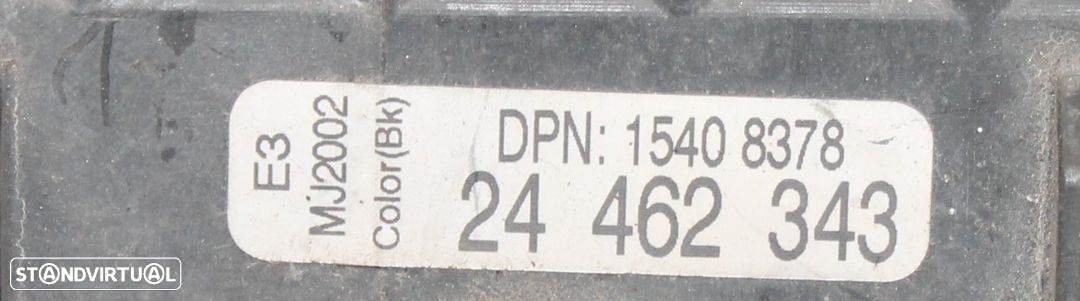 E3
MJ2002
Color(Bk)
DPN: 1540 8378
24 462 343
STANDVIRTUAL